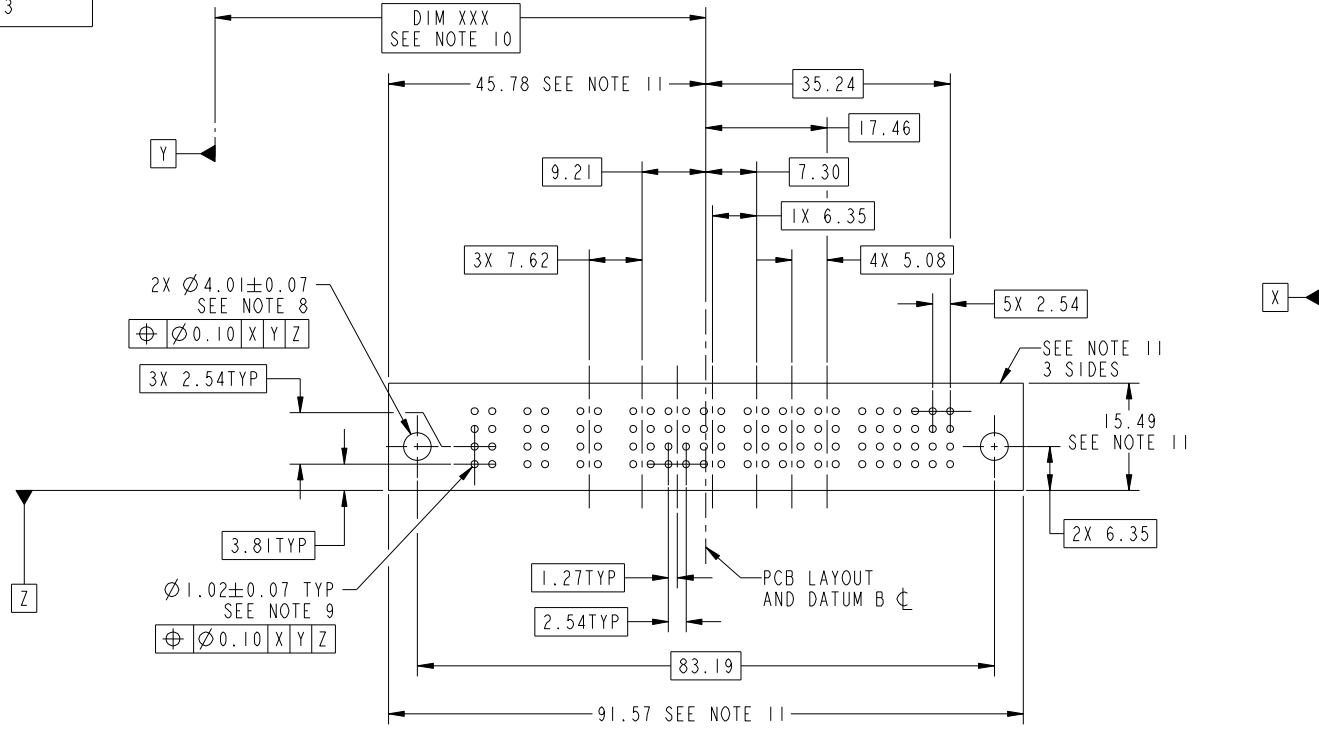 3
DIM XXX
SEE NOTE 10
45.78 SEE NOTE 11
35.24
17.46
Y
9.21
7.30
1X 6.35
3X 7.62
4X 5.08
2X Ø4.01±0.07
SEE NOTE 8
⌖ Ø0.10 X Y Z
5X 2.54
X
SEE NOTE 11
3 SIDES
3X 2.54TYP
15.49
SEE NOTE 11
3.81TYP
2X 6.35
Z
Ø1.02±0.07 TYP
SEE NOTE 9
⌖ Ø0.10 X Y Z
1.27TYP
PCB LAYOUT
AND DATUM B ℄
2.54TYP
83.19
91.57 SEE NOTE 11